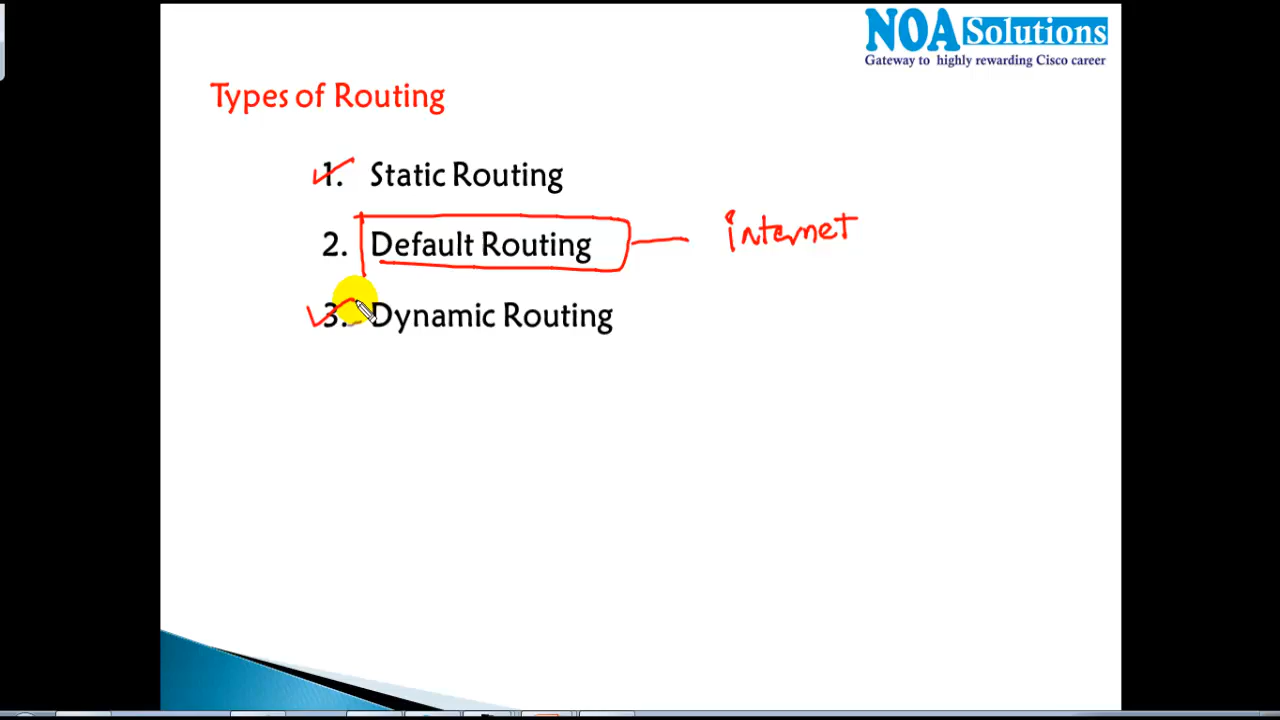 NOA Solutions
Gateway to highly rewarding Cisco career
Types of Routing
1. Static Routing
2. Default Routing internet
3. Dynamic Routing